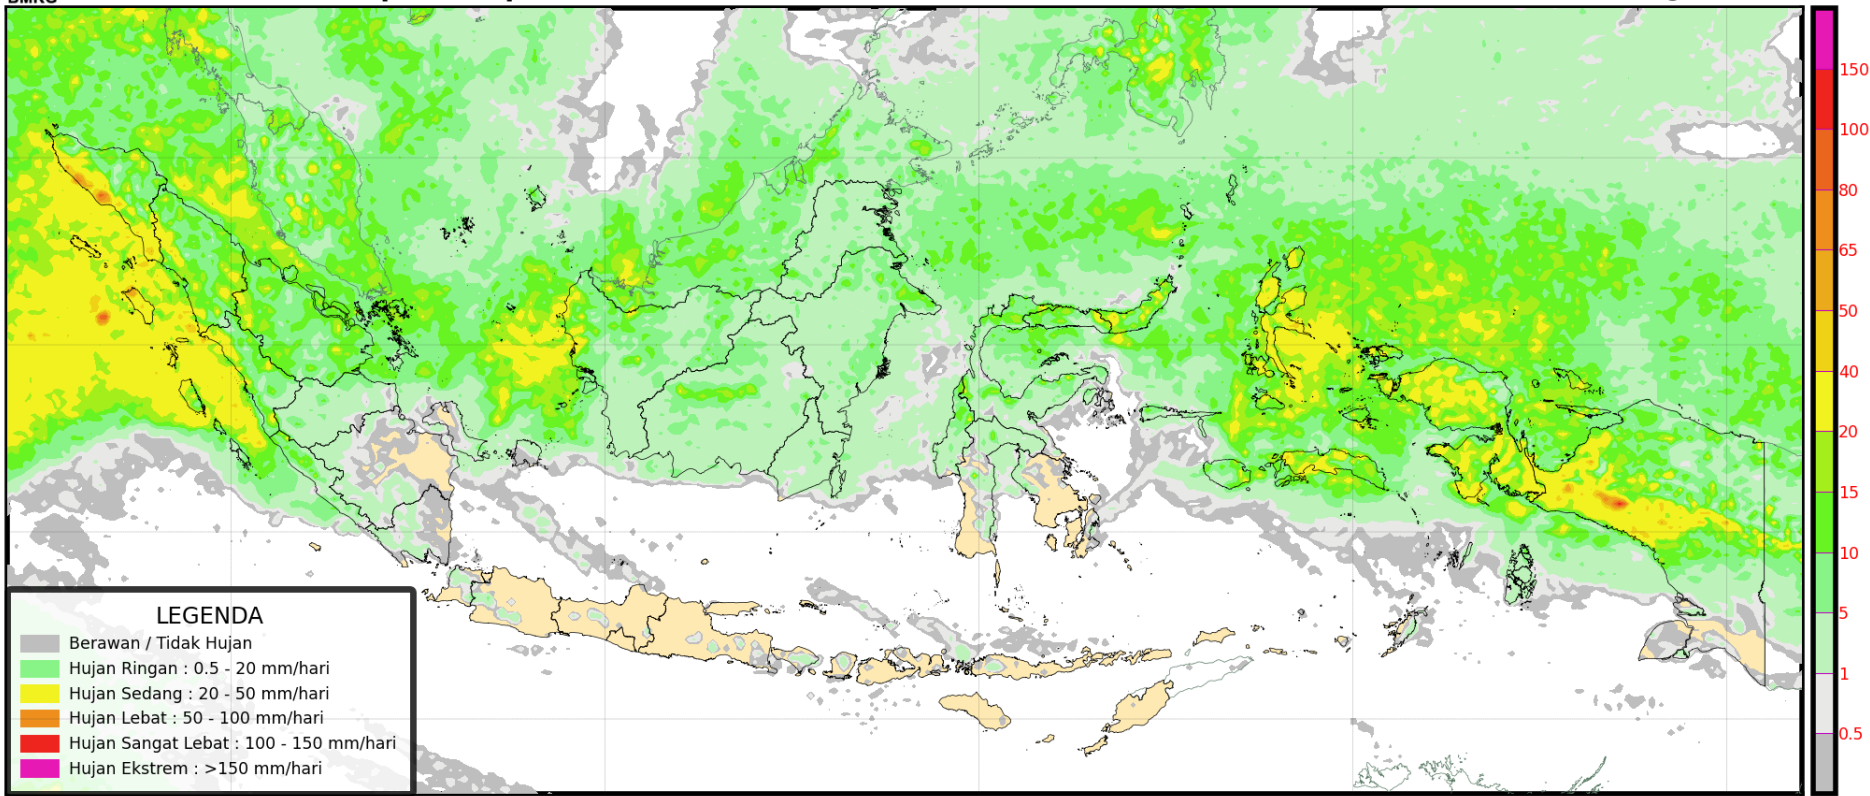 BMKG
150
100
80
65
50
40
20
15
10
5
1
0.5
LEGENDA
Berawan / Tidak Hujan
Hujan Ringan : 0.5 - 20 mm/hari
Hujan Sedang : 20 - 50 mm/hari
Hujan Lebat : 50 - 100 mm/hari
Hujan Sangat Lebat : 100 - 150 mm/hari
Hujan Ekstrem : >150 mm/hari